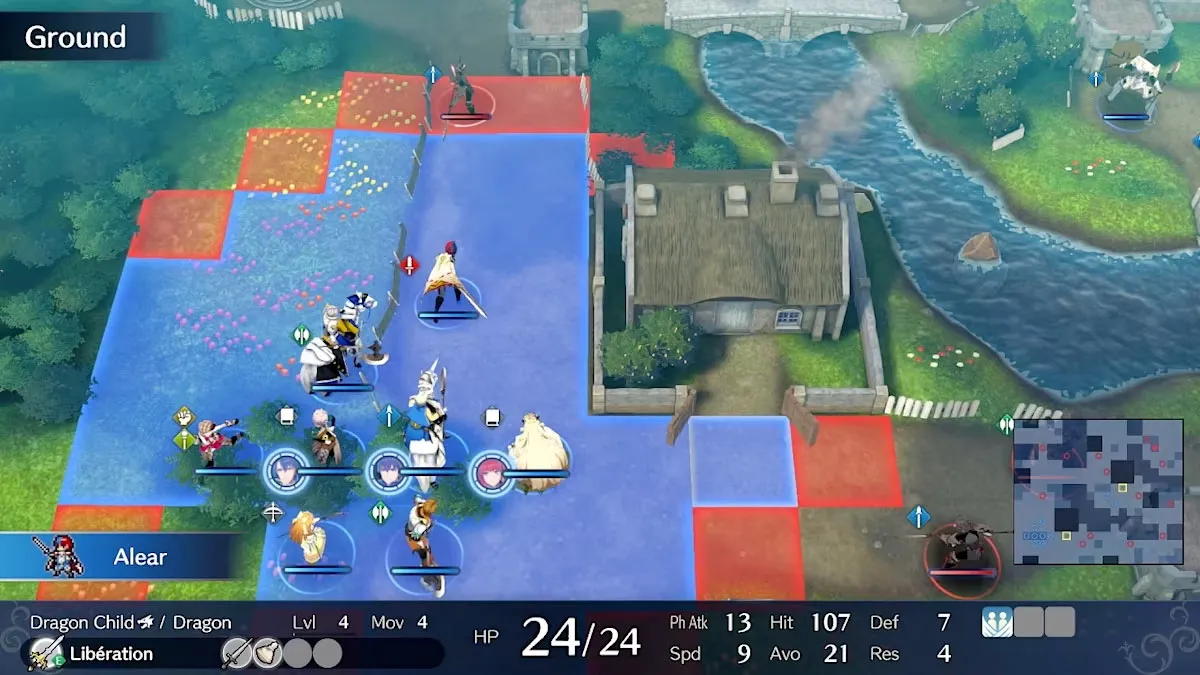 Ground
Alear
Dragon Child / Dragon Lvl 4 Mov 4
E Libération
HP 24/24
Ph Atk 13 Hit 107 Def 7
Spd 9 Avo 21 Res 4